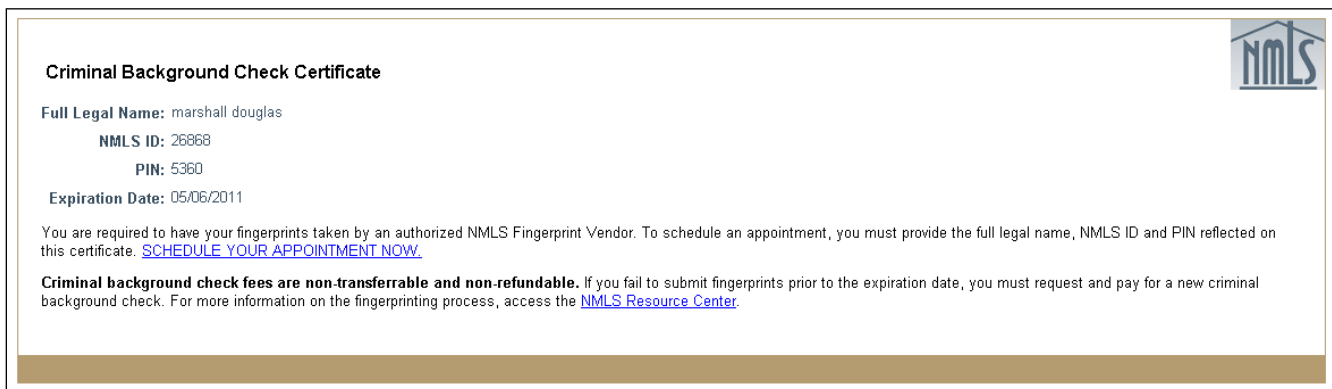 NMLS
Criminal Background Check Certificate
Full Legal Name: marshall douglas
NMLS ID: 26868
PIN: 5360
Expiration Date: 05/06/2011
You are required to have your fingerprints taken by an authorized NMLS Fingerprint Vendor. To schedule an appointment, you must provide the full legal name, NMLS ID and PIN reflected on
this certificate. SCHEDULE YOUR APPOINTMENT NOW.
Criminal background check fees are non-transferrable and non-refundable. If you fail to submit fingerprints prior to the expiration date, you must request and pay for a new criminal
background check. For more information on the fingerprinting process, access the NMLS Resource Center.